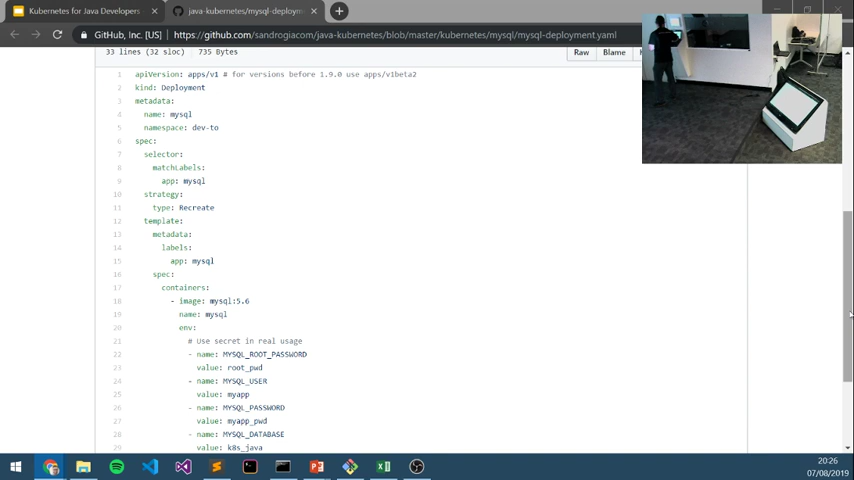 Kubernetes for Java Developers
java-kubernetes/mysql-deploym
GitHub, Inc. [US]
https://github.com/sandrogiacom/java-kubernetes/blob/master/kubernetes/mysql/mysql-deployment.yaml
33 lines (32 sloc) 735 Bytes
Raw Blame
1 apiVersion: apps/v1 # for versions before 1.9.0 use apps/v1beta2
2 kind: Deployment
3 metadata:
4 name: mysql
5 namespace: dev-to
6 spec:
7 selector:
8 matchLabels:
9 app: mysql
10 strategy:
11 type: Recreate
12 template:
13 metadata:
14 labels:
15 app: mysql
16 spec:
17 containers:
18 - image: mysql:5.6
19 name: mysql
20 env:
21 # Use secret in real usage
22 - name: MYSQL_ROOT_PASSWORD
23 value: root_pwd
24 - name: MYSQL_USER
25 value: myapp
26 - name: MYSQL_PASSWORD
27 value: myapp_pwd
28 - name: MYSQL_DATABASE
29 value: k8s_java
20:26
07/08/2019